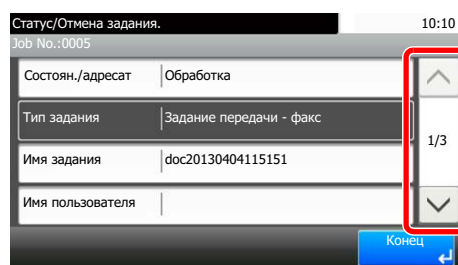 Статус/Отмена задания. 10:10
Job No.:0005
Состоян./адресат Обработка
Тип задания Задание передачи - факс
1/3
Имя задания doc20130404115151
Имя пользователя
Конец